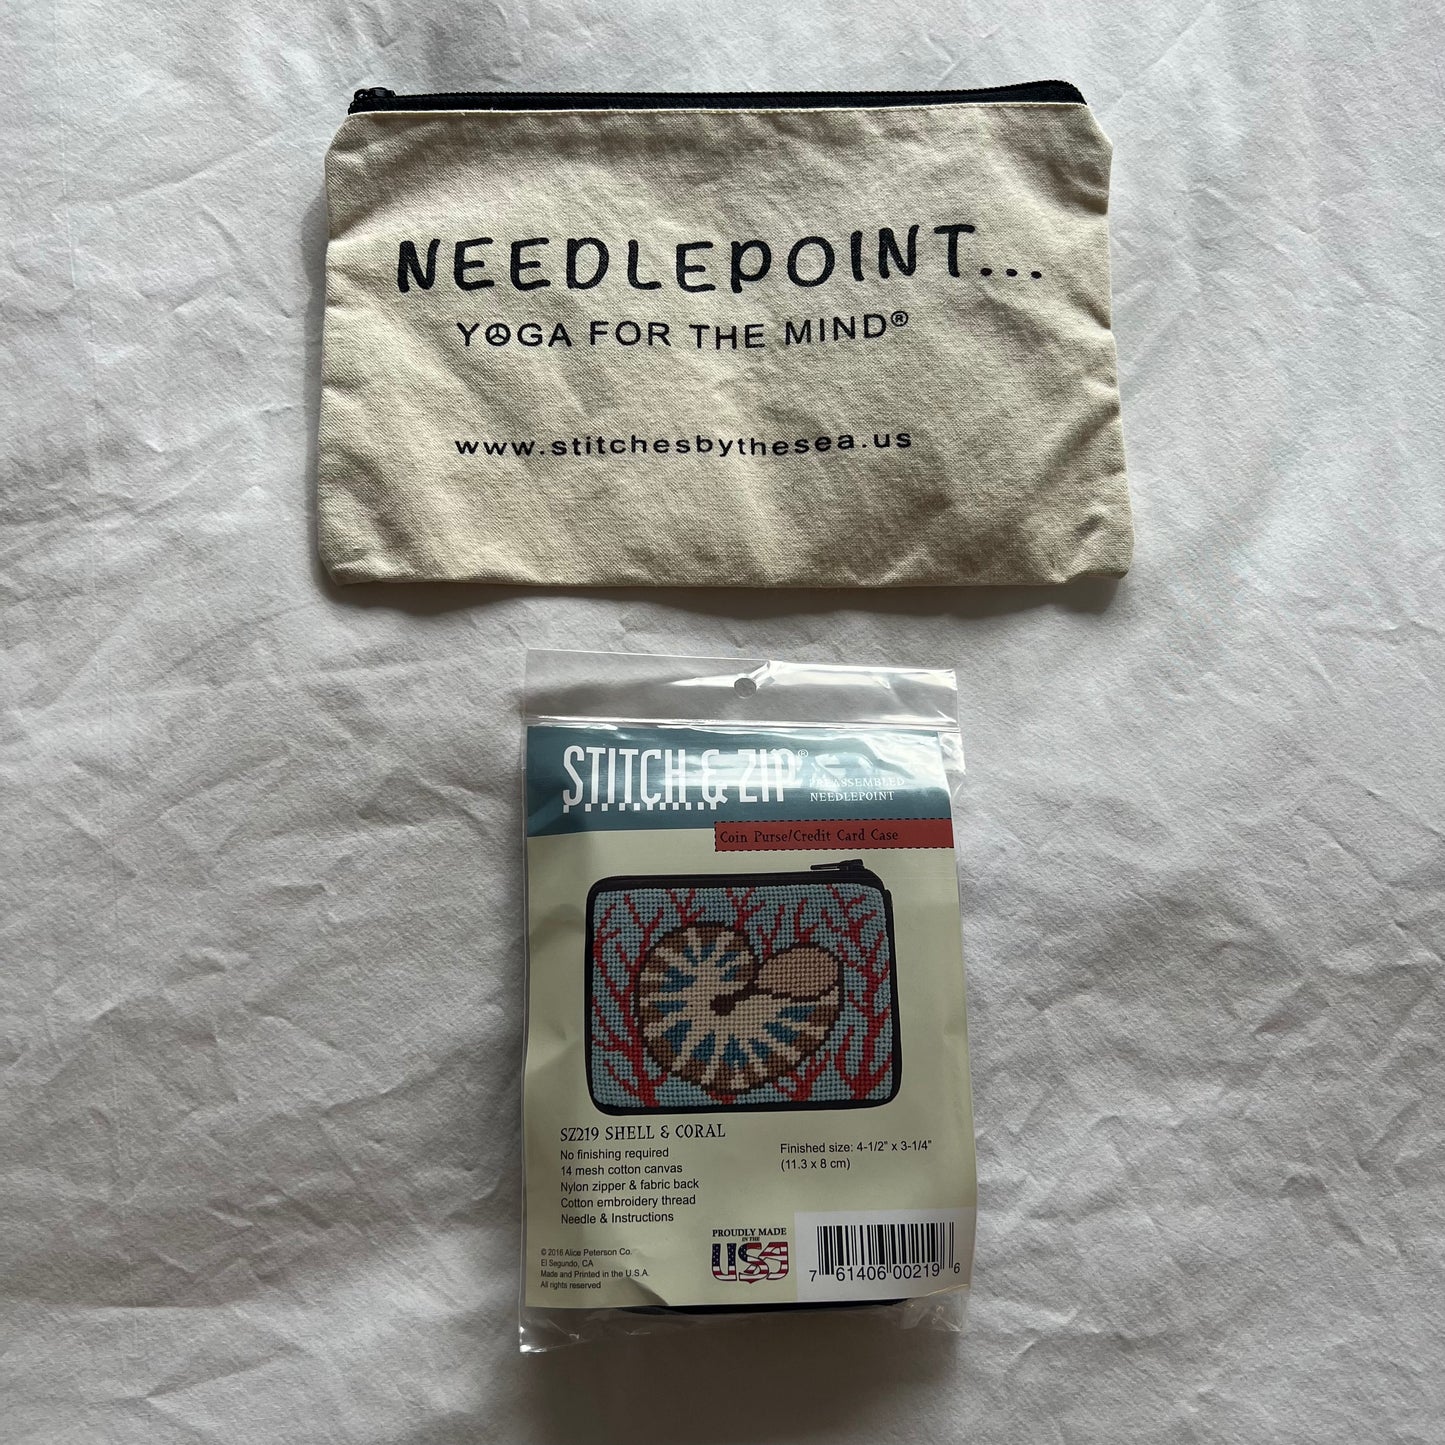 NEEDLEPOINT...
YOGA FOR THE MIND®
www.stitchesbythesea.us
STITCH & ZIP®
PREASSEMBLED
NEEDLEPOINT
Coin Purse/Credit Card Case
SZ219 SHELL & CORAL
No finishing required
14 mesh cotton canvas
Nylon zipper & fabric back
Cotton embroidery thread
Needle & Instructions
Finished size: 4-1/2" x 3-1/4"
(11.3 x 8 cm)
© 2016 Alice Peterson Co.
El Segundo, CA
Made and Printed in the U.S.A.
All rights reserved
PROUDLY MADE
IN THE
USA
7 61406 00219 6